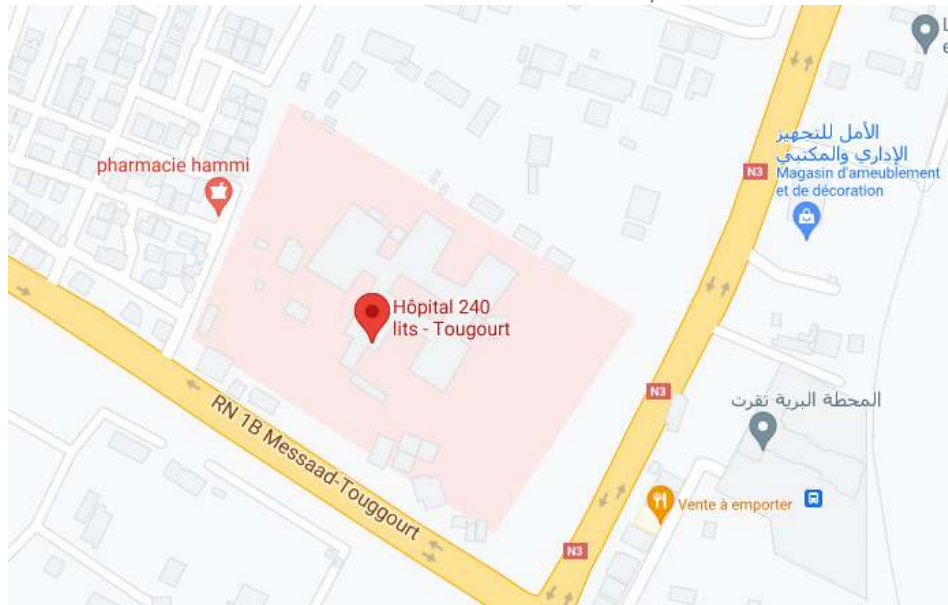 pharmacie hammi
N3
الأمل للتجهيز
الإداري والمكتبي
Magasin d'ameublement
et de décoration
Hôpital 240
lits - Tougourt
N3
المحطة البرية تقرت
RN 1B Messaad-Touggourt
Vente à emporter
N3